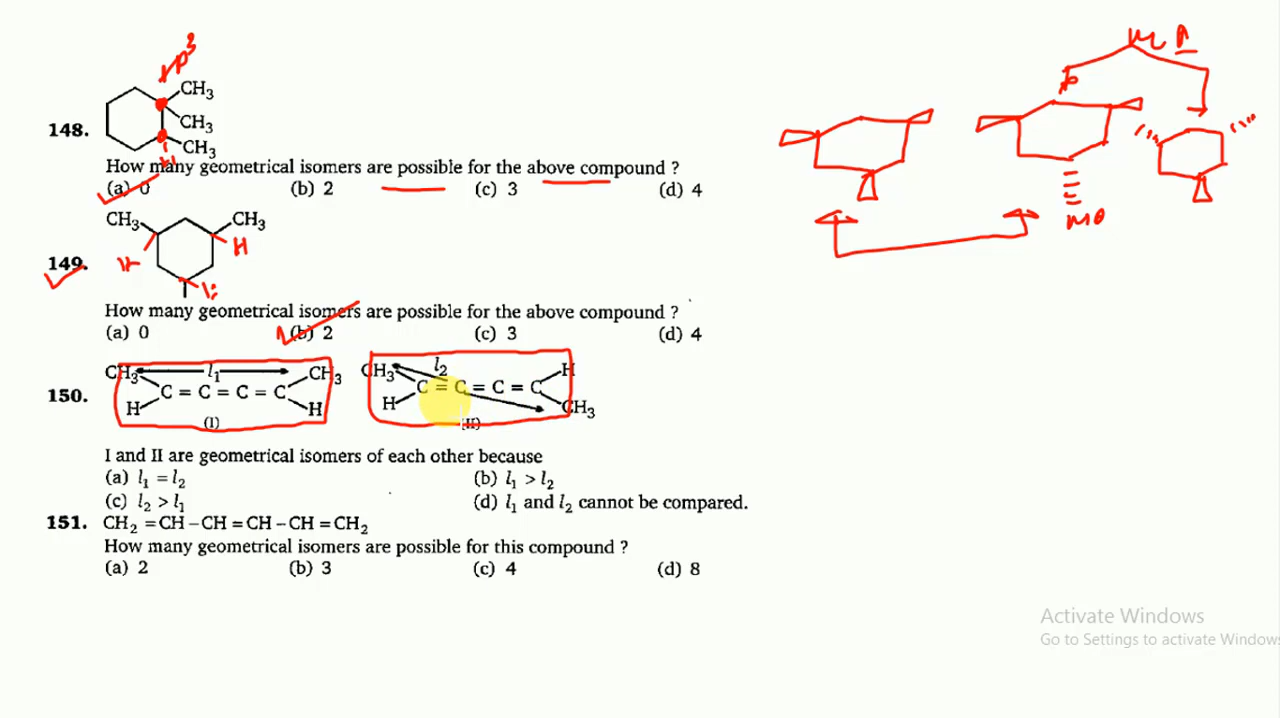 sp³
CH3
CH3
148.
CH3
H
How many geometrical isomers are possible for the above compound ?
(a) 0 (b) 2 (c) 3 (d) 4
CH3 CH3
H
149. H
H
How many geometrical isomers are possible for the above compound ?
(a) 0 (b) 2 (c) 3 (d) 4
CH3 l1 CH3 CH3 l2 H
150. C = C = C = C C = C = C = C
H H H CH3
(I) (II)
I and II are geometrical isomers of each other because
(a) l1 = l2 (b) l1 > l2
(c) l2 > l1 (d) l1 and l2 cannot be compared.
151. CH2 = CH – CH = CH – CH = CH2
How many geometrical isomers are possible for this compound ?
(a) 2 (b) 3 (c) 4 (d) 8
Activate Windows
Go to Settings to activate Windows